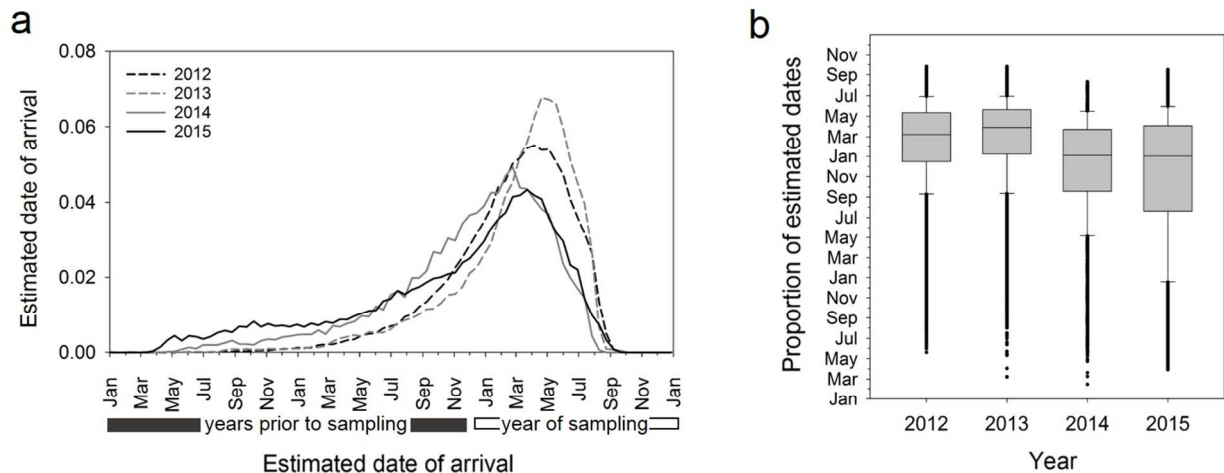 a
b
Estimated date of arrival
0.08
0.06
0.04
0.02
0.00
2012
2013
2014
2015
Jan
Mar
May
Jul
Sep
Nov
Jan
Mar
May
Jul
Sep
Nov
Jan
Mar
May
Jul
Sep
Nov
Jan
years prior to sampling
year of sampling
Estimated date of arrival
Proportion of estimated dates
Nov
Sep
Jul
May
Mar
Jan
Nov
Sep
Jul
May
Mar
Jan
Nov
Sep
Jul
May
Mar
Jan
2012 2013 2014 2015
Year